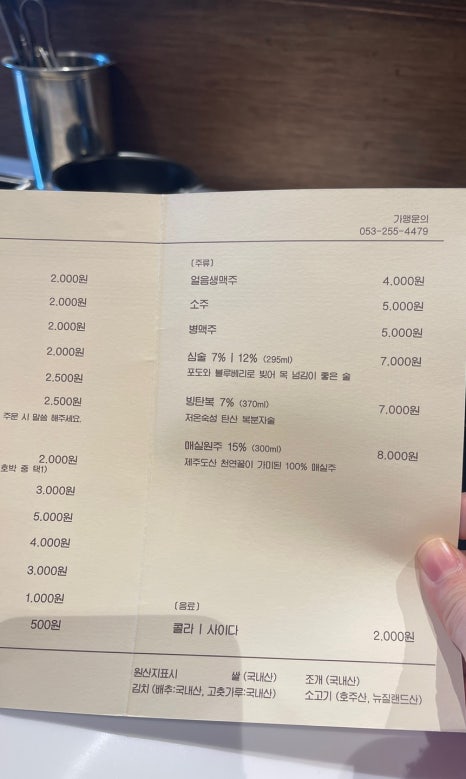 가맹문의
053-255-4479
2,000원
2,000원
2,000원
2,000원
2,500원
2,500원
주문 시 말씀 해주세요.
2,000원
호박 중 택1)
3,000원
5,000원
4,000원
3,000원
1,000원
500원
(주류)
얼음생맥주 4,000원
소주 5,000원
병맥주 5,000원
심술 7% | 12% (295ml) 7,000원
포도와 블루베리로 빚어 목 넘김이 좋은 술
빙탄복 7% (370ml) 7,000원
저온숙성 탄산 복분자술
매실원주 15% (300ml) 8,000원
제주도산 천연꿀이 가미된 100% 매실주
(음료)
콜라 | 사이다 2,000원
원산지표시 쌀 (국내산) 조개 (국내산)
김치 (배추:국내산, 고춧가루:국내산) 소고기 (호주산, 뉴질랜드산)